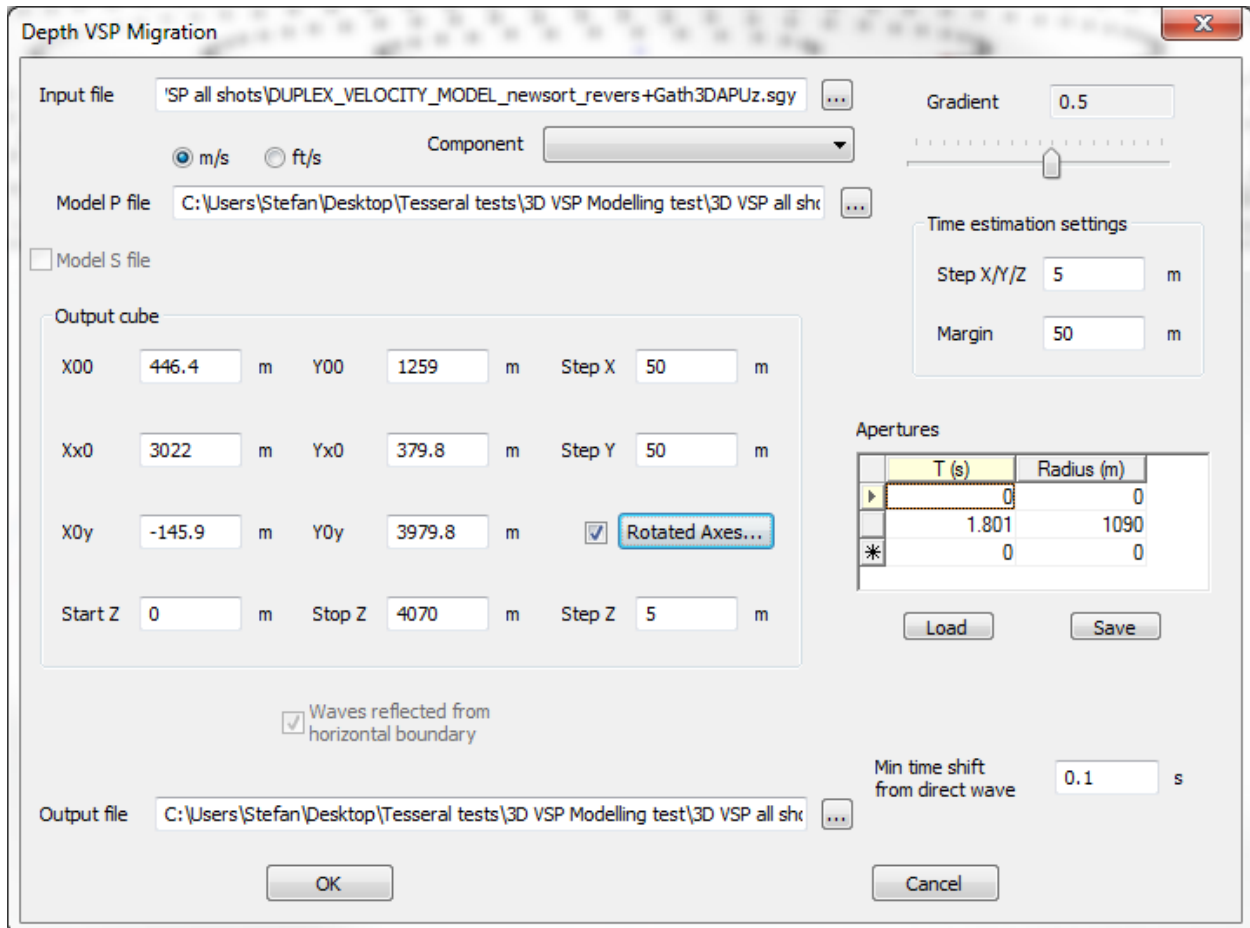 Depth VSP Migration
Input file 'SP all shots\DUPLEX_VELOCITY_MODEL_newsort_revers+Gath3DAPUz.sgy ... Gradient 0.5
m/s ft/s Component
Model P file C:\Users\Stefan\Desktop\Tesseral tests\3D VSP Modelling test\3D VSP all sho ...
Model S file
Time estimation settings
Step X/Y/Z 5 m
Margin 50 m
Output cube
X00 446.4 m Y00 1259 m Step X 50 m
Xx0 3022 m Yx0 379.8 m Step Y 50 m
X0y -145.9 m Y0y 3979.8 m Rotated Axes...
Start Z 0 m Stop Z 4070 m Step Z 5 m
Apertures
T (s) Radius (m)
0 0
1.801 1090
0 0
Load Save
Waves reflected from
horizontal boundary
Min time shift
from direct wave 0.1 s
Output file C:\Users\Stefan\Desktop\Tesseral tests\3D VSP Modelling test\3D VSP all sho ...
OK Cancel